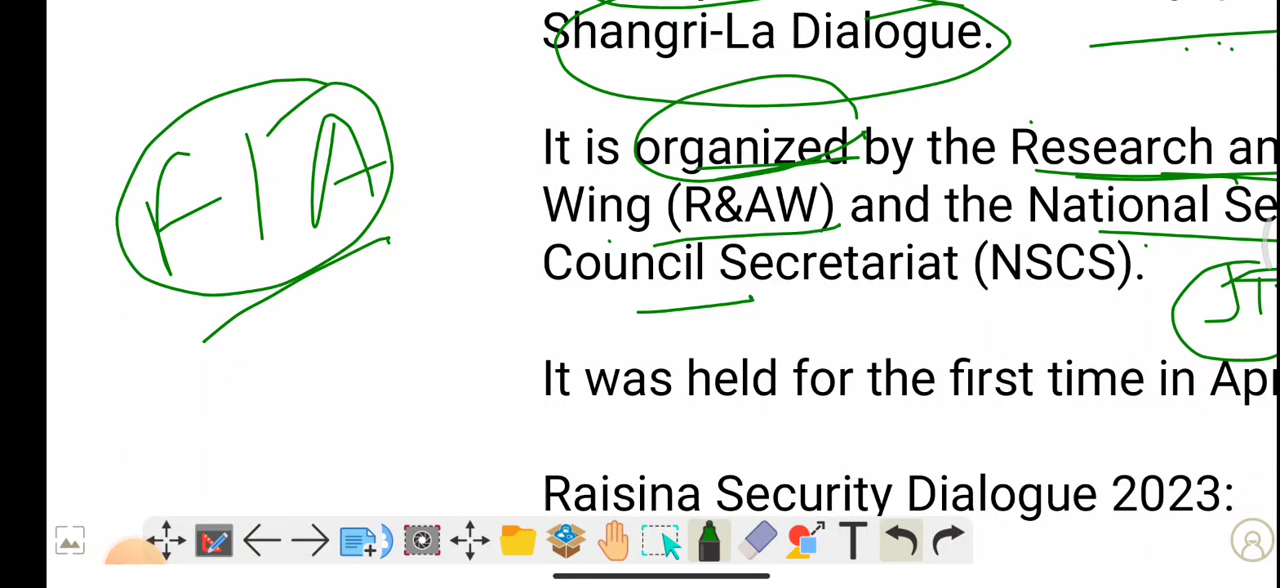 Shangri-La Dialogue.
FIA
It is organized by the Research an
Wing (R&AW) and the National Se
Council Secretariat (NSCS).
It was held for the first time in Apr
Raisina Security Dialogue 2023:
T